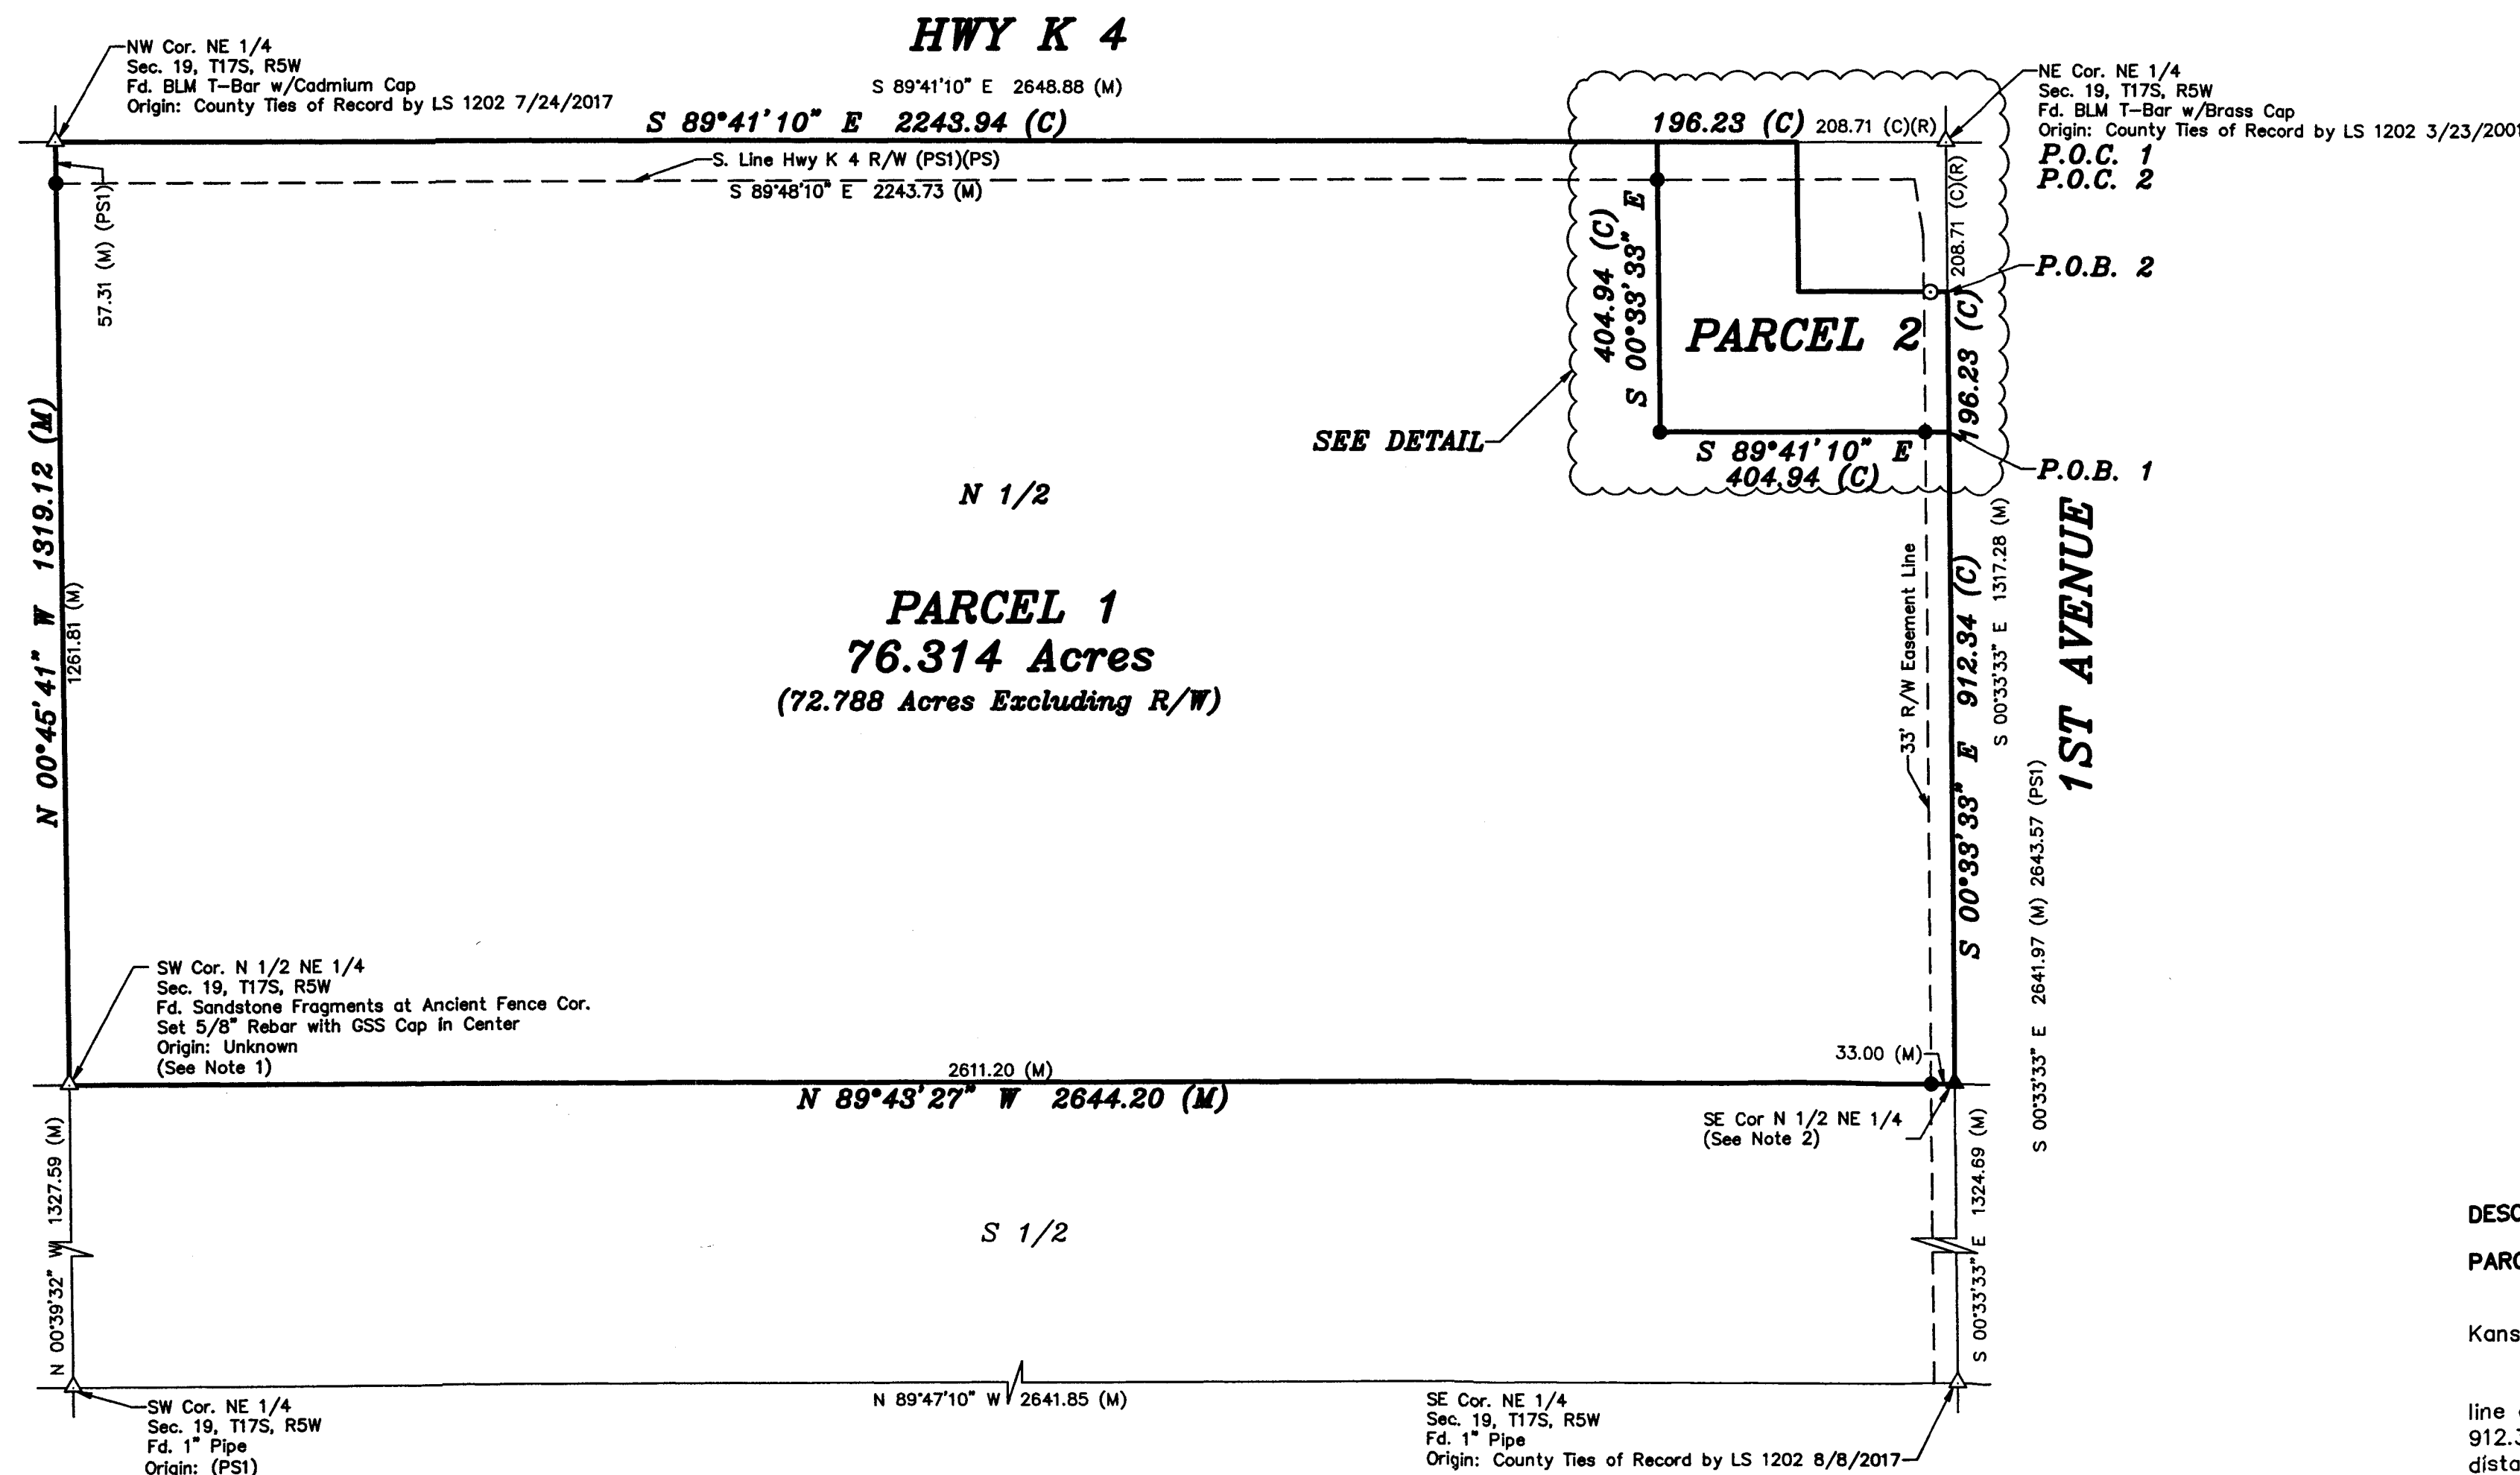 HWY K 4
NW Cor. NE 1/4
Sec. 19, T17S, R5W
Fd. BLM T-Bar w/Cadmium Cap
Origin: County Ties of Record by LS 1202 7/24/2017
S 89°41'10" E 2648.88 (M)
S 89°41'10" E 2243.94 (C)
196.23 (C)
208.71 (C)(R)
NE Cor. NE 1/4
Sec. 19, T17S, R5W
Fd. BLM T-Bar w/Brass Cap
Origin: County Ties of Record by LS 1202 3/23/2001
P.O.C. 1
P.O.C. 2
S. Line Hwy K 4 R/W (PS1)(PS)
S 89°48'10" E 2243.73 (M)
57.31 (M) (PS1)
404.94 (C)
S 00°33'33" E
208.71 (C)(R)
P.O.B. 2
PARCEL 2
196.23 (C)
SEE DETAIL
S 89°41'10" E
404.94 (C)
P.O.B. 1
N 1/2
N 00°45'41" W 1319.12 (M)
1261.81 (M)
PARCEL 1
76.314 Acres
(72.788 Acres Excluding R/W)
33' R/W Easement Line
S 00°33'33" E 912.34 (C)
S 00°33'33" E 1317.28 (M)
1ST AVENUE
S 00°33'33" E 2641.97 (M) 2643.57 (PS1)
SW Cor. N 1/2 NE 1/4
Sec. 19, T17S, R5W
Fd. Sandstone Fragments at Ancient Fence Cor.
Set 5/8" Rebar with GSS Cap in Center
Origin: Unknown
(See Note 1)
2611.20 (M)
33.00 (M)
N 89°43'27" W 2644.20 (M)
SE Cor N 1/2 NE 1/4
(See Note 2)
N 00°39'32" W 1327.59 (M)
S 1/2
S 00°33'33" E 1324.69 (M)
N 89°47'10" W 2641.85 (M)
SW Cor. NE 1/4
Sec. 19, T17S, R5W
Fd. 1" Pipe
Origin: (PS1)
SE Cor. NE 1/4
Sec. 19, T17S, R5W
Fd. 1" Pipe
Origin: County Ties of Record by LS 1202 8/8/2017
DESC
PARC
Kans
line
912.3
dista